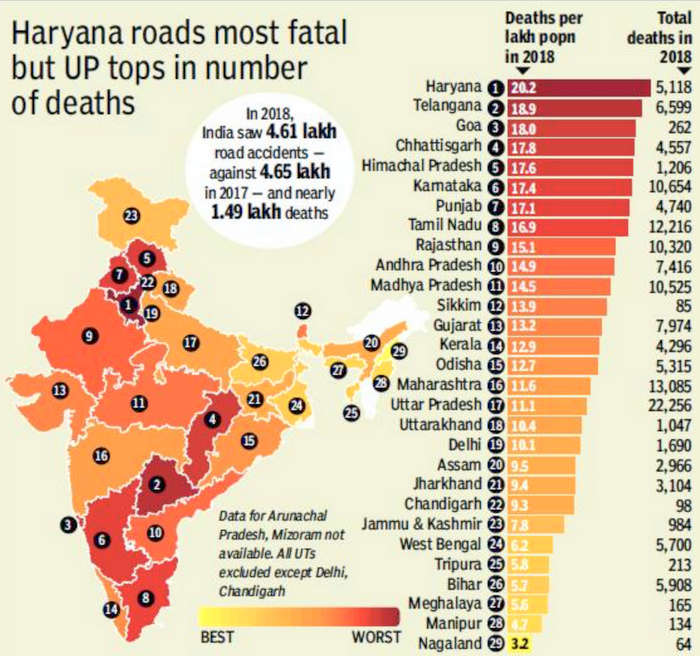 Haryana roads most fatal
but UP tops in number
of deaths
In 2018,
India saw 4.61 lakh
road accidents —
against 4.65 lakh
in 2017 — and nearly
1.49 lakh deaths
Deaths per
lakh popn
in 2018
Total
deaths in
2018
Haryana 1 20.2 5,118
Telangana 2 18.9 6,599
Goa 3 18.0 262
Chhattisgarh 4 17.8 4,557
Himachal Pradesh 5 17.6 1,206
Karnataka 6 17.4 10,654
Punjab 7 17.1 4,740
Tamil Nadu 8 16.9 12,216
Rajasthan 9 15.1 10,320
Andhra Pradesh 10 14.9 7,416
Madhya Pradesh 11 14.5 10,525
Sikkim 12 13.9 85
Gujarat 13 13.2 7,974
Kerala 14 12.9 4,296
Odisha 15 12.7 5,315
Maharashtra 16 11.6 13,085
Uttar Pradesh 17 11.1 22,256
Uttarakhand 18 10.4 1,047
Delhi 19 10.1 1,690
Assam 20 9.5 2,966
Jharkhand 21 9.4 3,104
Chandigarh 22 9.3 98
Jammu & Kashmir 23 7.8 984
West Bengal 24 6.2 5,700
Tripura 25 5.8 213
Bihar 26 5.7 5,908
Meghalaya 27 5.6 165
Manipur 28 4.7 134
Nagaland 29 3.2 64
23
5
7
22
18
1
19
12
9
17
20
29
26
27
13
28
11
21
24
25
4
15
16
2
3
6
10
14
8
Data for Arunachal
Pradesh, Mizoram not
available. All UTs
excluded except Delhi,
Chandigarh
BEST WORST